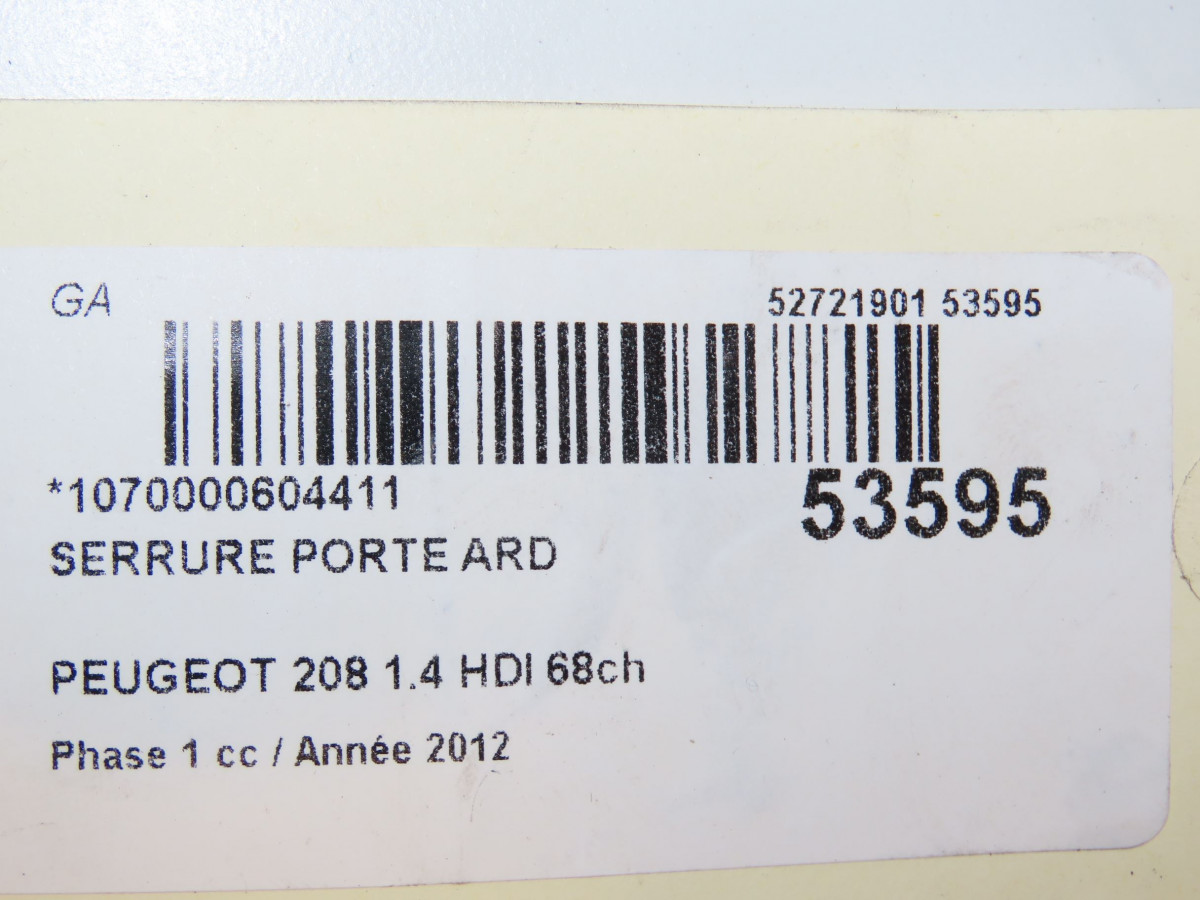 GA
52721901 53595
*1070000604411
53595
SERRURE PORTE ARD
PEUGEOT 208 1.4 HDI 68ch
Phase 1 cc / Année 2012